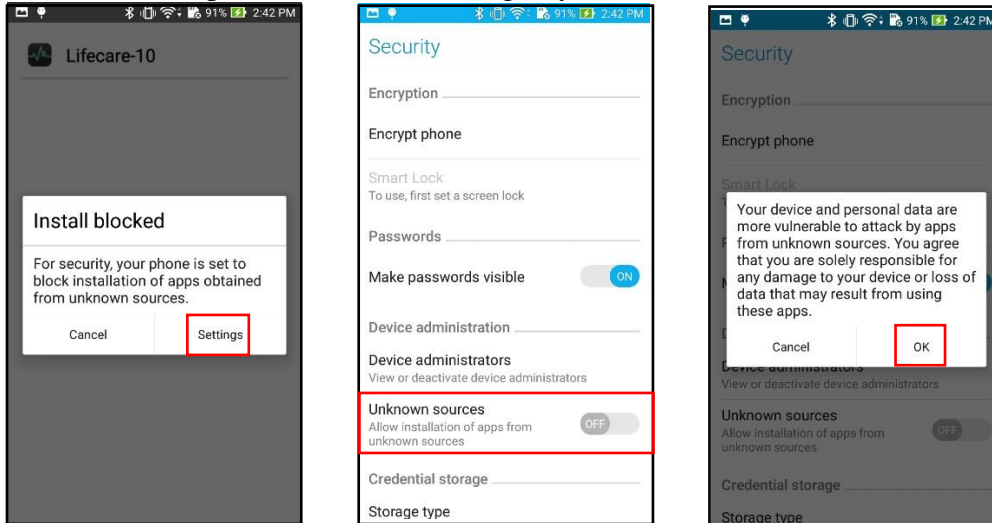 91% 2:42 PM
Lifecare-10
Install blocked
For security, your phone is set to
block installation of apps obtained
from unknown sources.
Cancel Settings
91% 2:42 PM
Security
Encryption
Encrypt phone
Smart Lock
To use, first set a screen lock
Passwords
Make passwords visible ON
Device administration
Device administrators
View or deactivate device administrators
Unknown sources
Allow installation of apps from
unknown sources
OFF
Credential storage
Storage type
91% 2:42 PM
Security
Encryption
Encrypt phone
Smart Lock
Your device and personal data are
more vulnerable to attack by apps
from unknown sources. You agree
that you are solely responsible for
any damage to your device or loss of
data that may result from using
these apps.
Cancel OK
Device administrators
View or deactivate device administrators
Unknown sources
Allow installation of apps from
unknown sources
OFF
Credential storage
Storage type